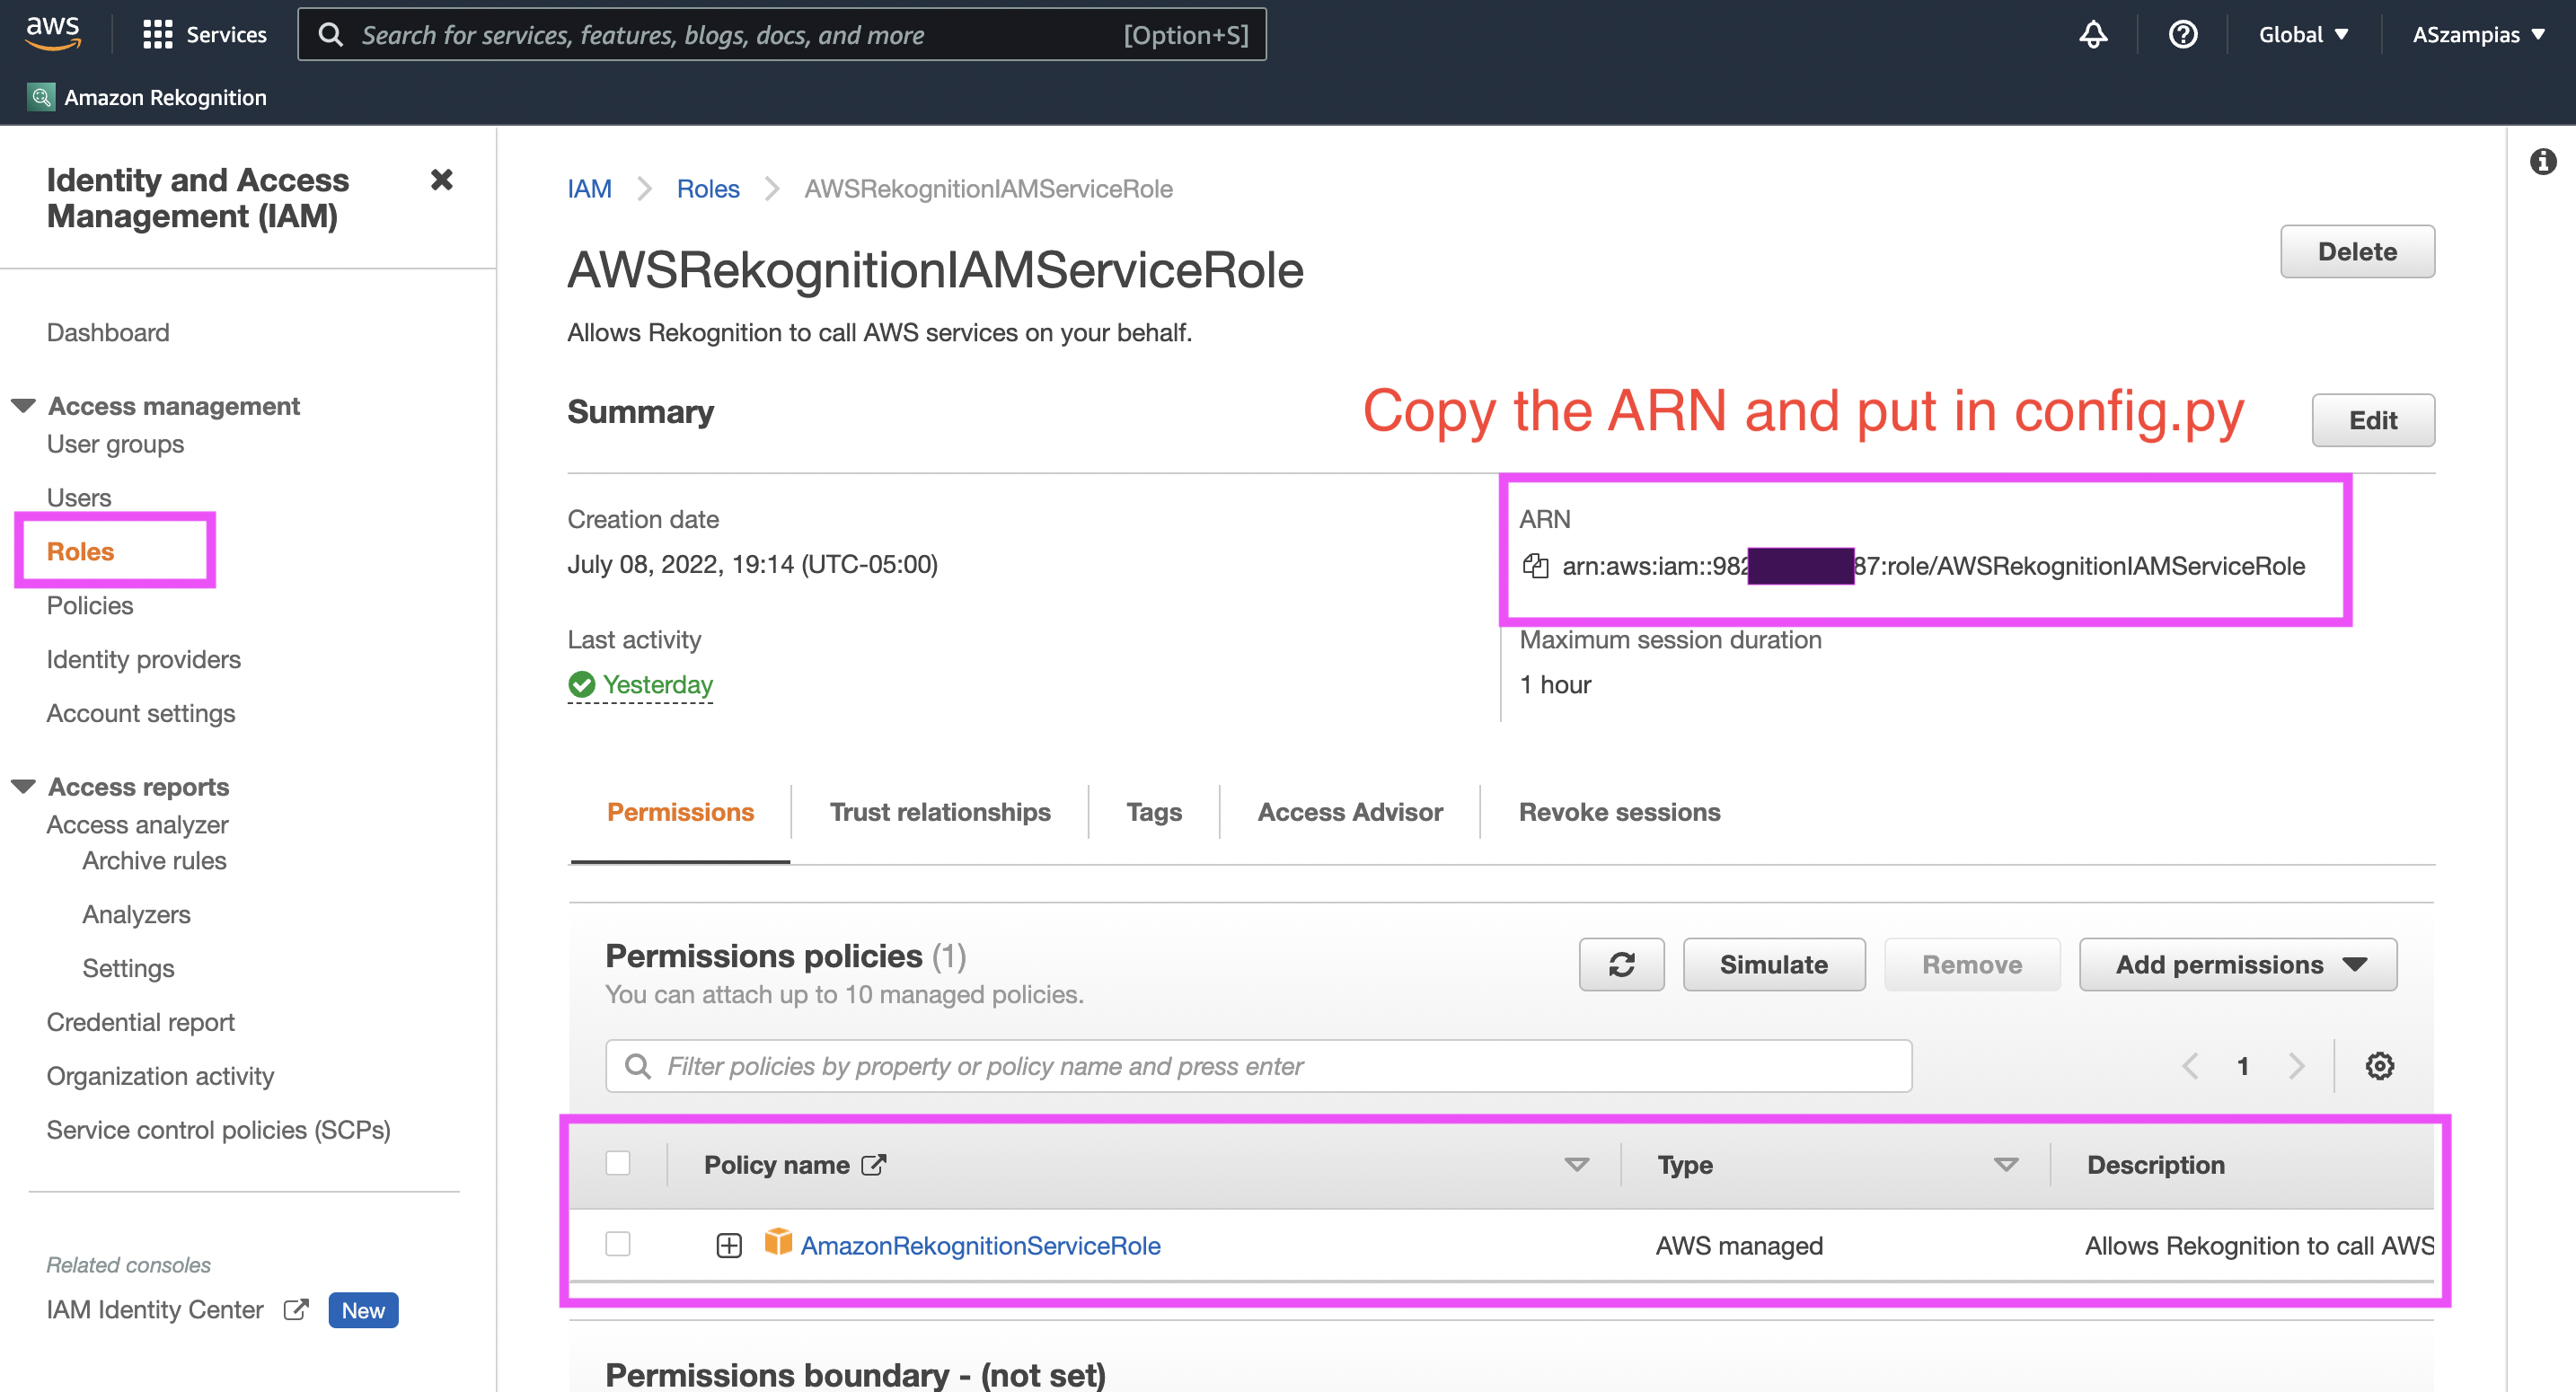 aws
Services
Search for services, features, blogs, docs, and more
[Option+S]
Global
ASzampias
Amazon Rekognition
Identity and Access
Management (IAM)
Dashboard
Access management
User groups
Users
Roles
Policies
Identity providers
Account settings
Access reports
Access analyzer
Archive rules
Analyzers
Settings
Credential report
Organization activity
Service control policies (SCPs)
Related consoles
IAM Identity Center New
IAM Roles AWSRekognitionIAMServiceRole
AWSRekognitionIAMServiceRole
Delete
Allows Rekognition to call AWS services on your behalf.
Summary
Copy the ARN and put in config.py
Edit
Creation date
July 08, 2022, 19:14 (UTC-05:00)
ARN
arn:aws:iam::982 87:role/AWSRekognitionIAMServiceRole
Last activity
Yesterday
Maximum session duration
1 hour
Permissions
Trust relationships
Tags
Access Advisor
Revoke sessions
Permissions policies (1)
You can attach up to 10 managed policies.
Simulate
Remove
Add permissions
Filter policies by property or policy name and press enter
1
Policy name Type Description
AmazonRekognitionServiceRole AWS managed Allows Rekognition to call AWS
Permissions boundary - (not set)